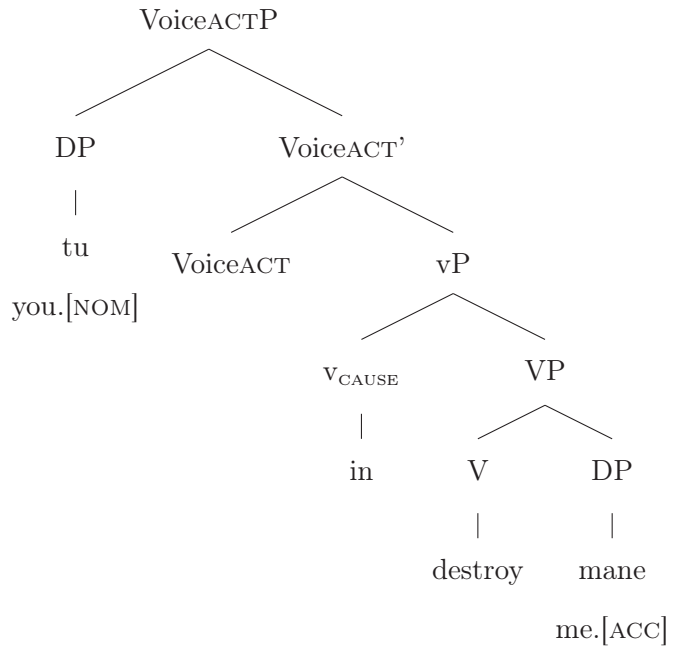 VoiceACTP
DP VoiceACT'
tu VoiceACT vP
you.[NOM]
vCAUSE VP
in V DP
destroy mane
me.[ACC]